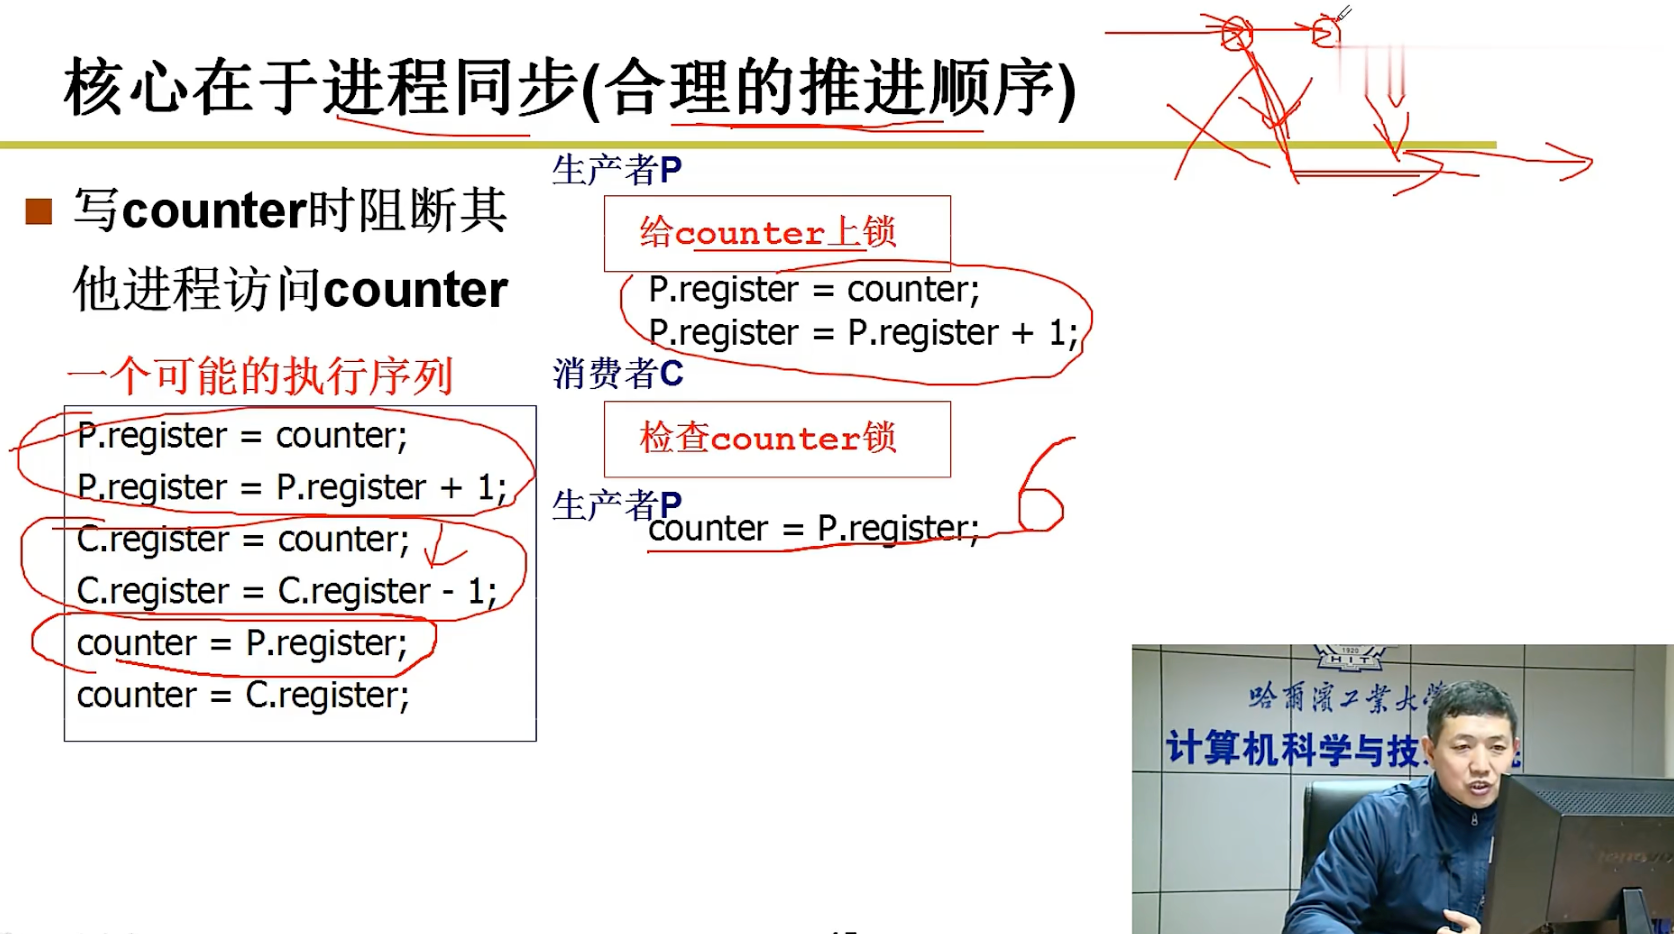 核心在于进程同步(合理的推进顺序)
写counter时阻断其
他进程访问counter
一个可能的执行序列
P.register = counter;
P.register = P.register + 1;
C.register = counter;
C.register = C.register - 1;
counter = P.register;
counter = C.register;
生产者P
给counter上锁
P.register = counter;
P.register = P.register + 1;
消费者C
检查counter锁
生产者P
counter = P.register;
6
1920
HIT
哈爾濱工業大
计算机科学与技